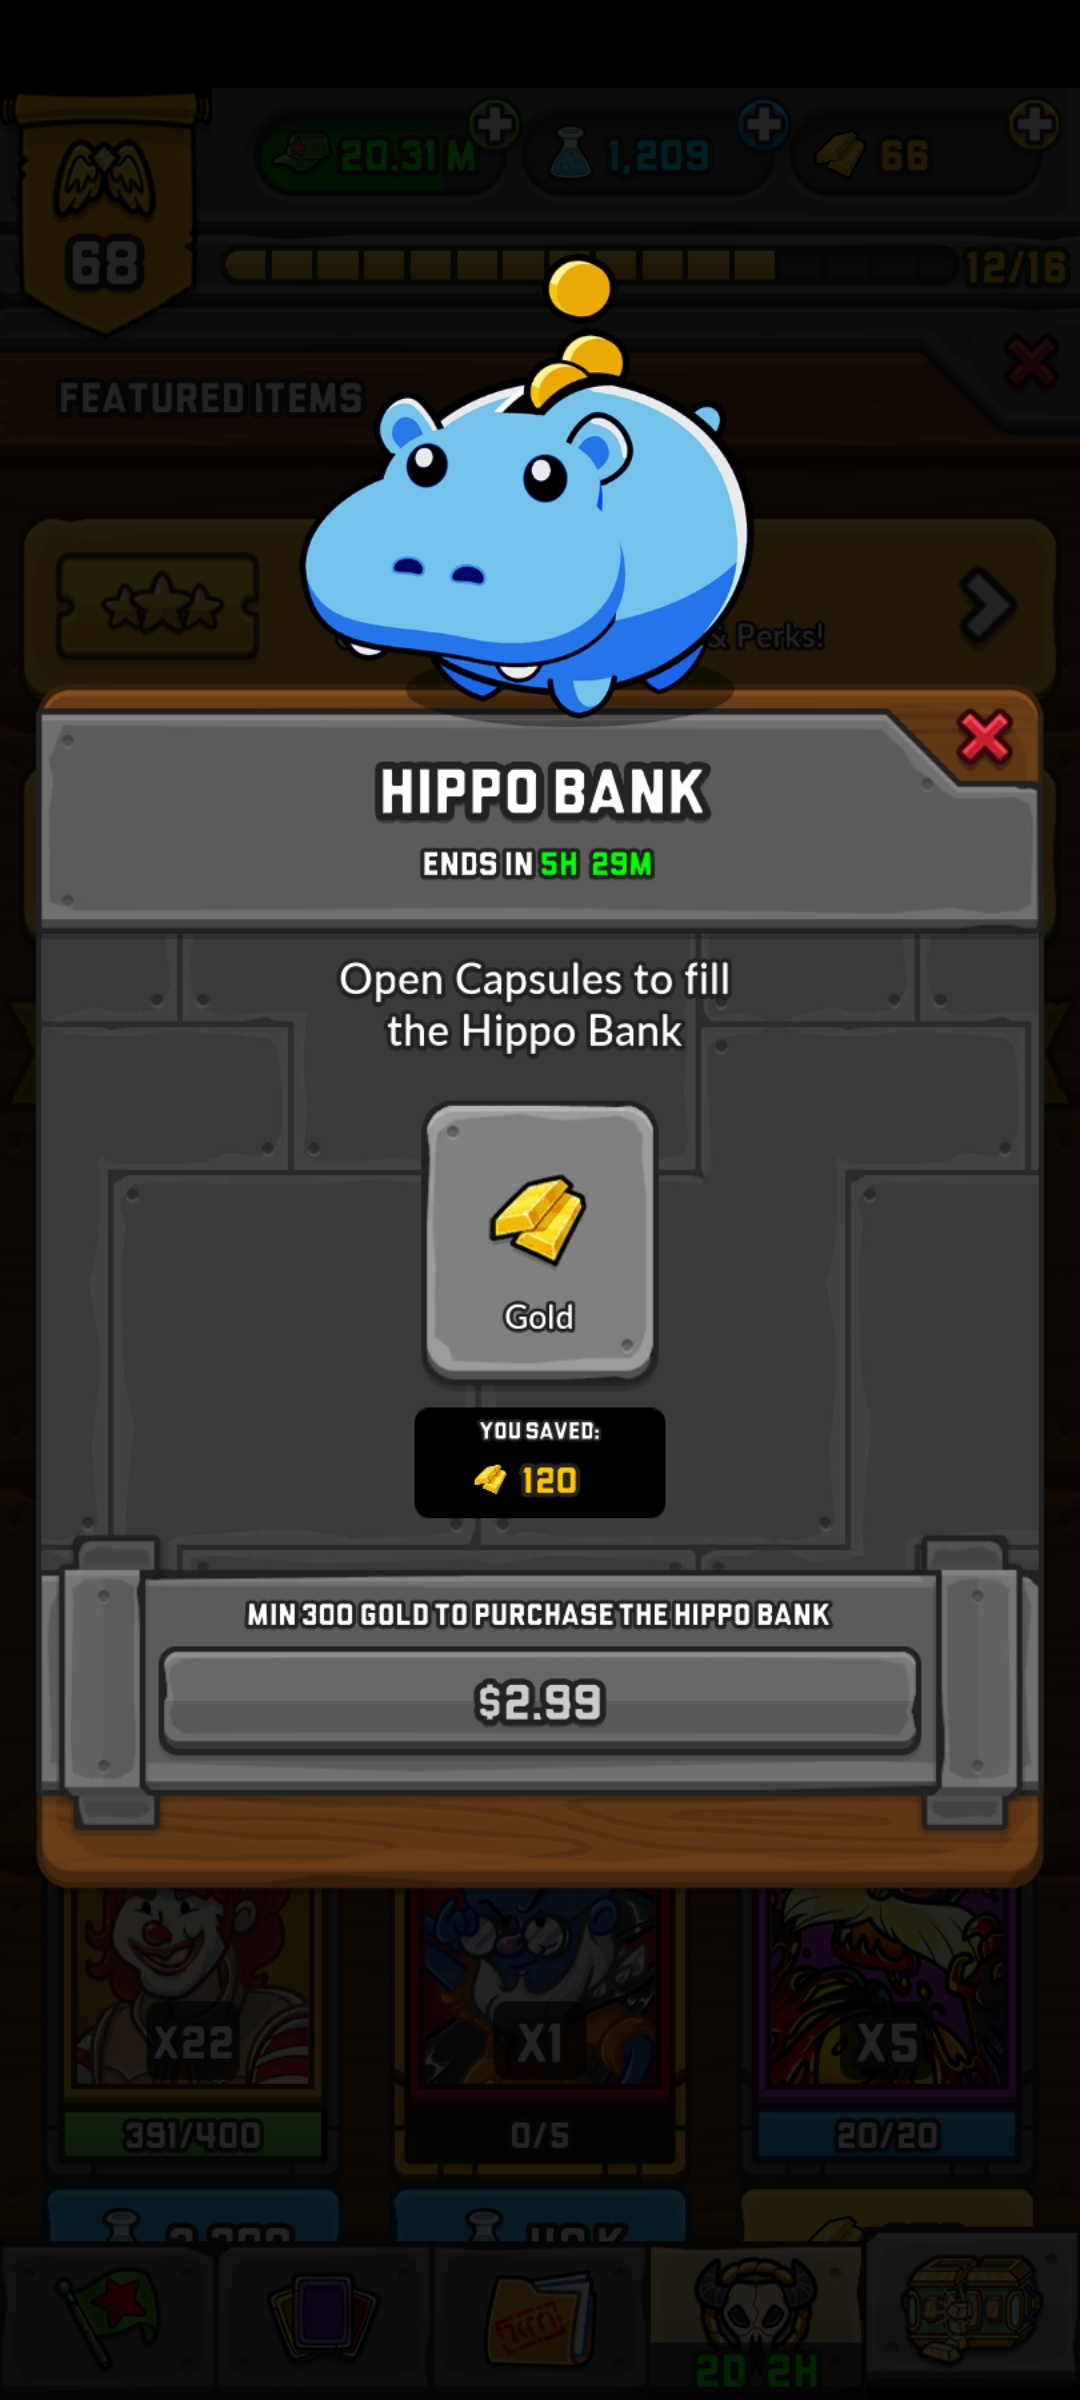 20.31 M
1,209
66
68
12/16
FEATURED ITEMS
& Perks!
HIPPO BANK
ENDS IN 5H 29M
Open Capsules to fill
the Hippo Bank
Gold
YOU SAVED:
120
MIN 300 GOLD TO PURCHASE THE HIPPO BANK
$2.99
X22
X1
X5
391/400
0/5
20/20
2D 2H